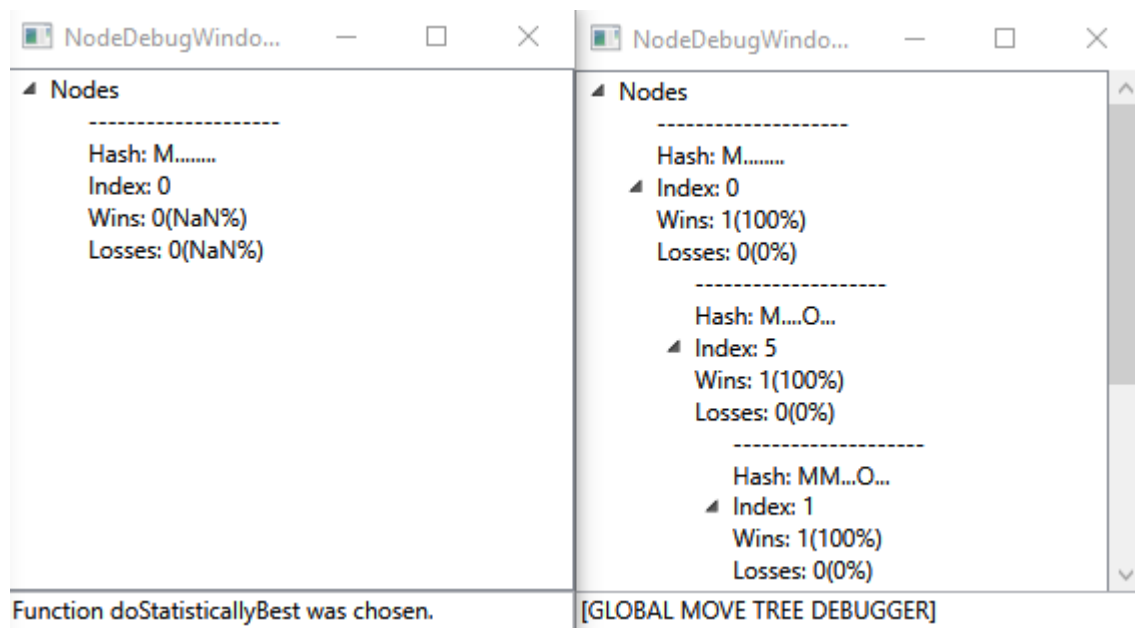 NodeDebugWindo...
Nodes
--------------------
Hash: M........
Index: 0
Wins: 0(NaN%)
Losses: 0(NaN%)
Function doStatisticallyBest was chosen.
NodeDebugWindo...
Nodes
--------------------
Hash: M........
Index: 0
Wins: 1(100%)
Losses: 0(0%)
--------------------
Hash: M....O...
Index: 5
Wins: 1(100%)
Losses: 0(0%)
--------------------
Hash: MM...O...
Index: 1
Wins: 1(100%)
Losses: 0(0%)
[GLOBAL MOVE TREE DEBUGGER]